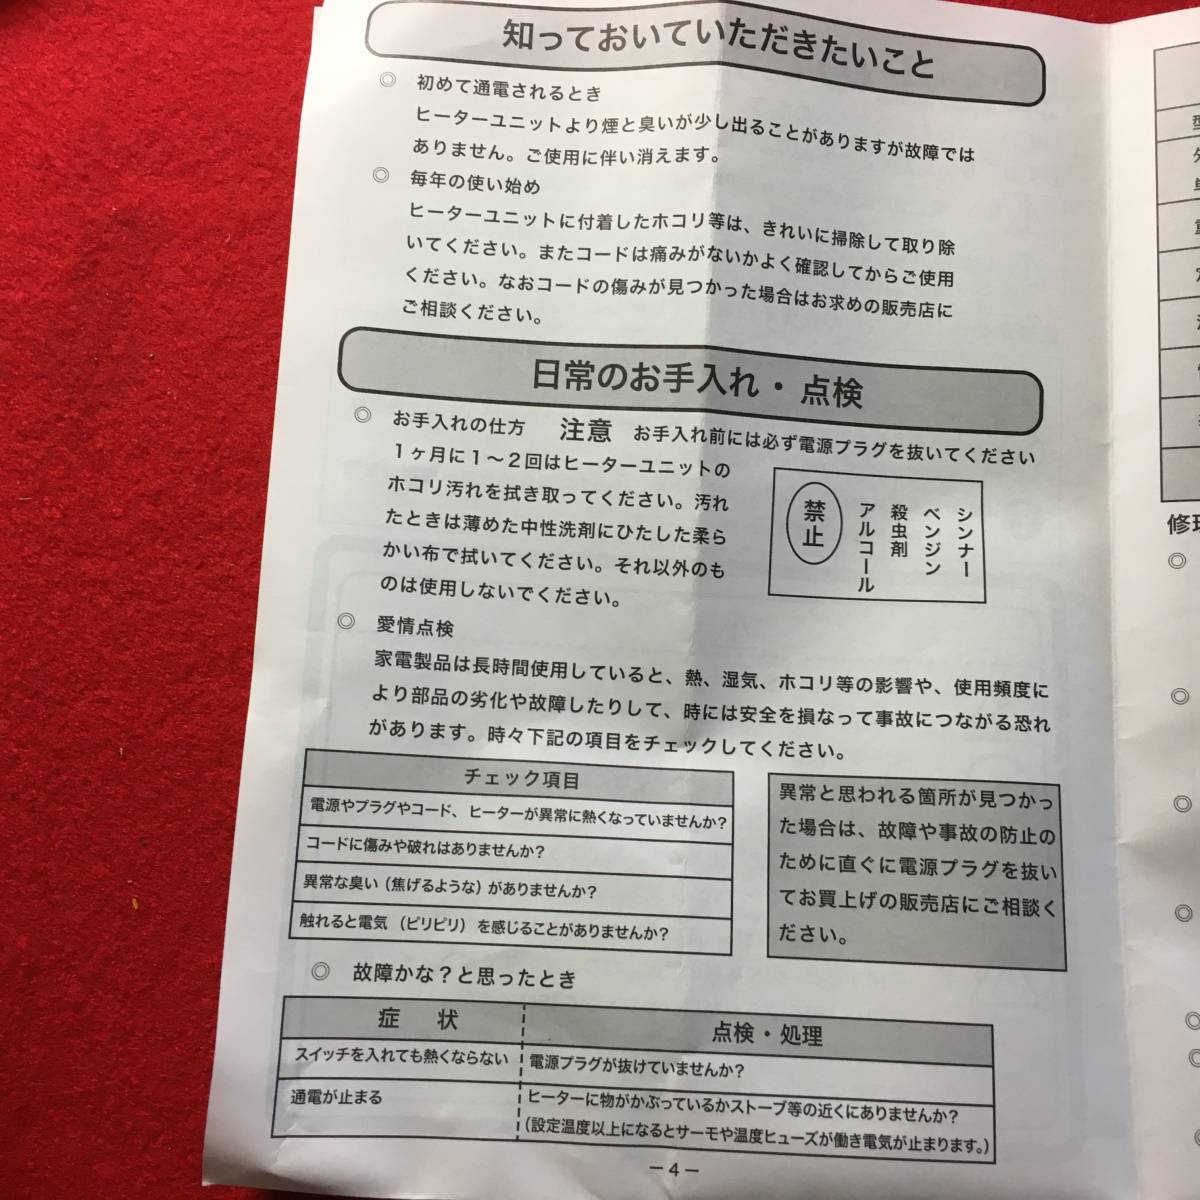 知っておいていただきたいこと
◎ 初めて通電されるとき
ヒーターユニットより煙と臭いが少し出ることがありますが故障では
ありません。ご使用に伴い消えます。
◎ 毎年の使い始め
ヒーターユニットに付着したホコリ等は、きれいに掃除して取り除
いてください。またコードは痛みがないかよく確認してからご使用
ください。なおコードの傷みが見つかった場合はお求めの販売店に
ご相談ください。
日常のお手入れ・点検
◎ お手入れの仕方 注意 お手入れ前には必ず電源プラグを抜いてください
1ヶ月に1〜2回はヒーターユニットの
ホコリ汚れを拭き取ってください。汚れ
たときは薄めた中性洗剤にひたした柔ら
かい布で拭いてください。それ以外のも
のは使用しないでください。
シンナー
ベンジン
殺虫剤
アルコール
禁止
◎ 愛情点検
家電製品は長時間使用していると、熱、湿気、ホコリ等の影響や、使用頻度に
より部品の劣化や故障したりして、時には安全を損なって事故につながる恐れ
があります。時々下記の項目をチェックしてください。
チェック項目
電源やプラグやコード、ヒーターが異常に熱くなっていませんか?
コードに傷みや破れはありませんか?
異常な臭い（焦げるような）がありませんか?
触れると電気（ピリピリ）を感じることがありませんか?
異常と思われる箇所が見つかっ
た場合は、故障や事故の防止の
ために直ぐに電源プラグを抜い
てお買上げの販売店にご相談く
ださい。
◎ 故障かな?と思ったとき
症 状 点検・処理
スイッチを入れても熱くならない 電源プラグが抜けていませんか?
通電が止まる ヒーターに物がかぶっているかストーブ等の近くにありませんか?
（設定温度以上になるとサーモや温度ヒューズが働き電気が止まります。）
－4－
修理
◎
◎
◎
◎
◎
◎